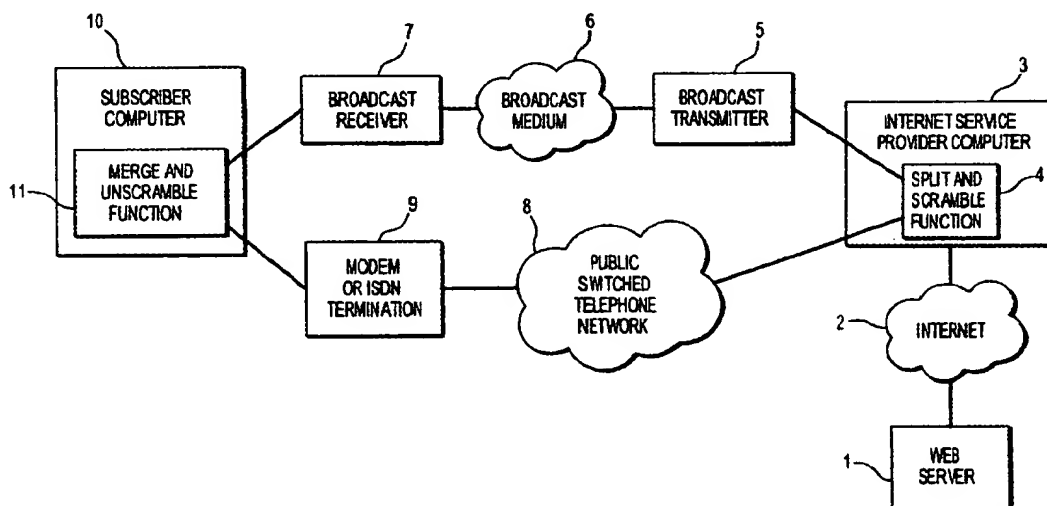 10
SUBSCRIBER
COMPUTER
11
MERGE AND
UNSCRAMBLE
FUNCTION
7
BROADCAST
RECEIVER
6
BROADCAST
MEDIUM
5
BROADCAST
TRANSMITTER
3
INTERNET SERVICE
PROVIDER COMPUTER
SPLIT AND
SCRAMBLE
FUNCTION
4
9
MODEM
OR ISDN
TERMINATION
8
PUBLIC
SWITCHED
TELEPHONE
NETWORK
2
INTERNET
1
WEB
SERVER